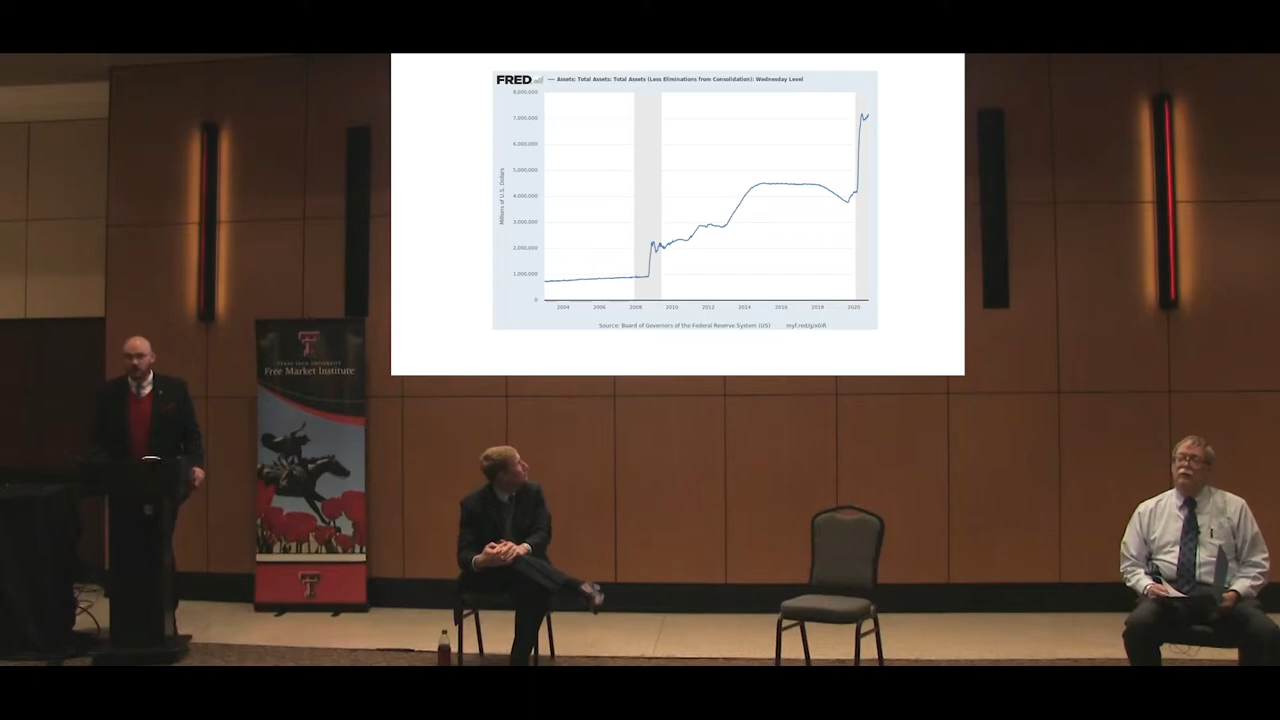 FRED
Assets: Total Assets: Total Assets (Less Eliminations from Consolidation): Wednesday Level
8,000,000
7,000,000
6,000,000
5,000,000
4,000,000
3,000,000
2,000,000
1,000,000
0
Millions of U.S. Dollars
2004 2006 2008 2010 2012 2014 2016 2018 2020
Source: Board of Governors of the Federal Reserve System (US)
TEXAS TECH UNIVERSITY
Free Market Institute